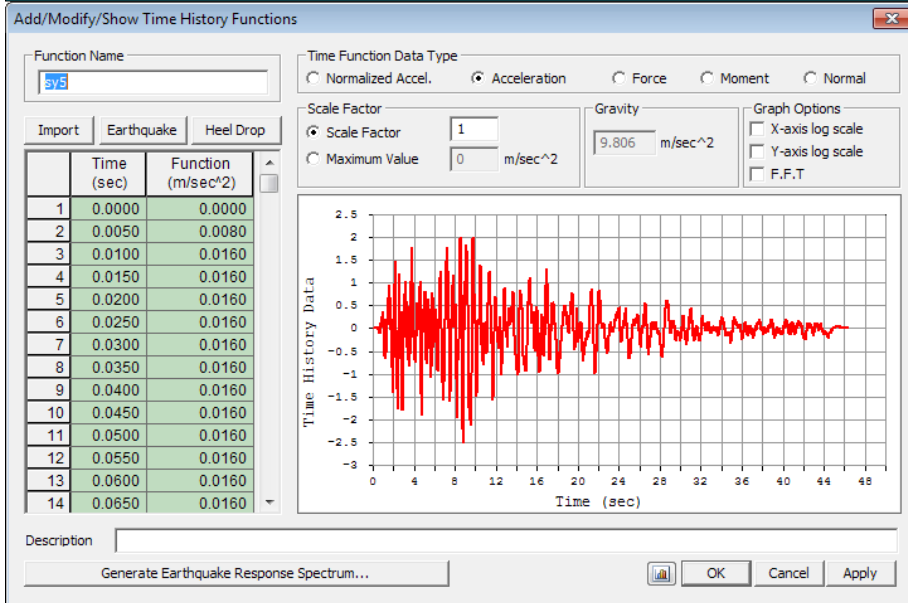 Add/Modify/Show Time History Functions
Function Name
sy5
Import Earthquake Heel Drop
Time Function Data Type
Normalized Accel. Acceleration Force Moment Normal
Scale Factor
Scale Factor 1
Maximum Value 0 m/sec^2
Gravity
9.806 m/sec^2
Graph Options
X-axis log scale
Y-axis log scale
F.F.T
Time Function
(sec) (m/sec^2)
1 0.0000 0.0000
2 0.0050 0.0080
3 0.0100 0.0160
4 0.0150 0.0160
5 0.0200 0.0160
6 0.0250 0.0160
7 0.0300 0.0160
8 0.0350 0.0160
9 0.0400 0.0160
10 0.0450 0.0160
11 0.0500 0.0160
12 0.0550 0.0160
13 0.0600 0.0160
14 0.0650 0.0160
Time History Data
2.5
2
1.5
1
0.5
0
-0.5
-1
-1.5
-2
-2.5
-3
0 4 8 12 16 20 24 28 32 36 40 44 48
Time (sec)
Description
Generate Earthquake Response Spectrum... OK Cancel Apply